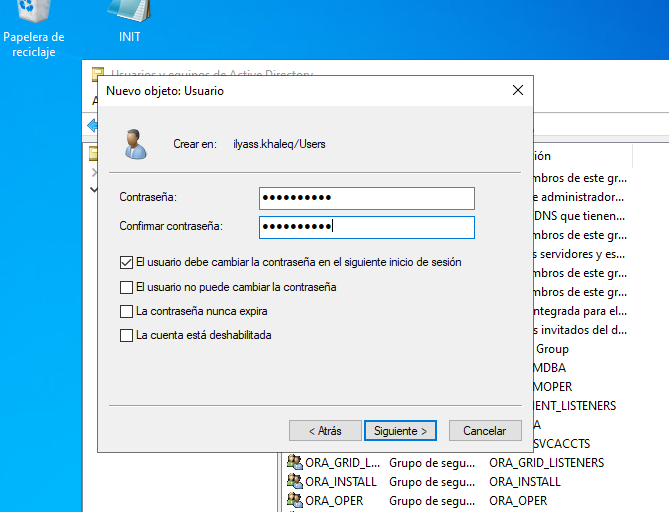 Papelera de
reciclaje
INIT
Usuarios y equipos de Active Directory
A
Nuevo objeto: Usuario
Crear en: ilyass.khaleq/Users
Contraseña: ●●●●●●●●●●
Confirmar contraseña: ●●●●●●●●●●
El usuario debe cambiar la contraseña en el siguiente inicio de sesión
El usuario no puede cambiar la contraseña
La contraseña nunca expira
La cuenta está deshabilitada
< Atrás Siguiente > Cancelar
ión
mbros de este gr...
e administrador...
DNS que tienen...
mbros de este gr...
s servidores y es...
mbros de este gr...
mbros de este gr...
ntegrada para el...
s invitados del d...
Group
MDBA
MOPER
ENT_LISTENERS
A
SVCACCTS
ORA_GRID_L... Grupo de segu... ORA_GRID_LISTENERS
ORA_INSTALL Grupo de segu... ORA_INSTALL
ORA_OPER Grupo de segu... ORA_OPER